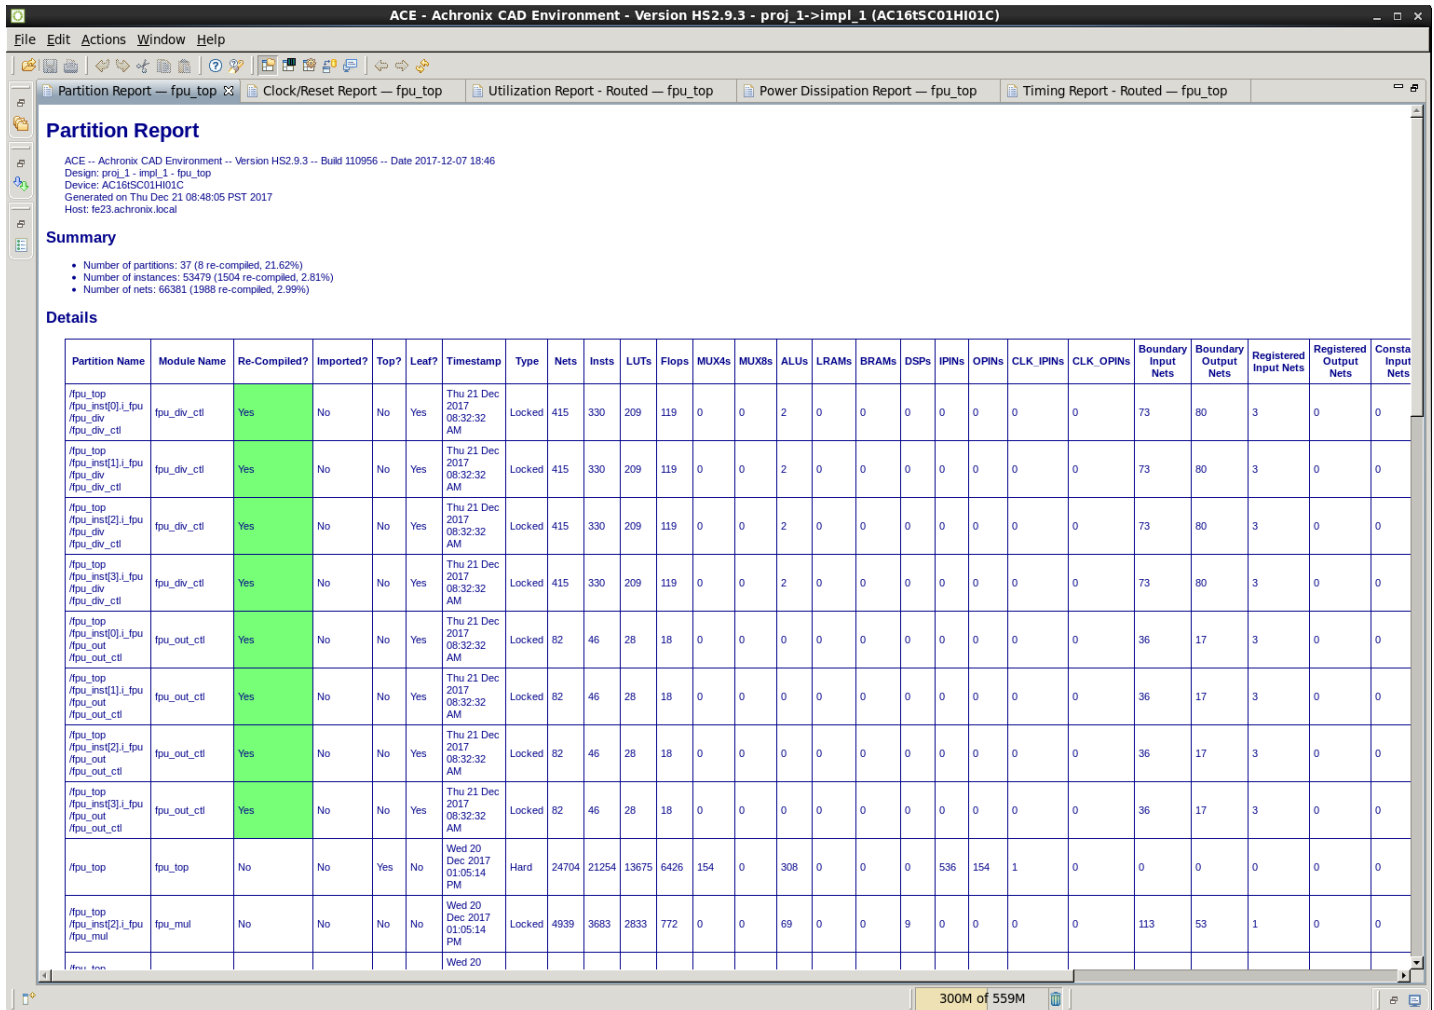 ACE - Achronix CAD Environment - Version HS2.9.3 - proj_1->impl_1 (AC16tSC01HI01C)
File Edit Actions Window Help
Partition Report — fpu_top Clock/Reset Report — fpu_top Utilization Report - Routed — fpu_top Power Dissipation Report — fpu_top Timing Report - Routed — fpu_top
Partition Report
ACE -- Achronix CAD Environment -- Version HS2.9.3 -- Build 110956 -- Date 2017-12-07 18:46
Design: proj_1 - impl_1 - fpu_top
Device: AC16tSC01HI01C
Generated on Thu Dec 21 08:48:05 PST 2017
Host: fe23.achronix.local
Summary
• Number of partitions: 37 (8 re-compiled, 21.62%)
• Number of instances: 53479 (1504 re-compiled, 2.81%)
• Number of nets: 66381 (1988 re-compiled, 2.99%)
Details
Partition Name Module Name Re-Compiled? Imported? Top? Leaf? Timestamp Type Nets Insts LUTs Flops MUX4s MUX8s ALUs LRAMs BRAMs DSPs IPINs OPINs CLK_IPINs CLK_OPINs Boundary Input Nets Boundary Output Nets Registered Input Nets Registered Output Nets Consta Input Nets
/fpu_top /fpu_inst[0].i_fpu /fpu_div /fpu_div_ctl fpu_div_ctl Yes No No Yes Thu 21 Dec 2017 08:32:32 AM Locked 415 330 209 119 0 0 2 0 0 0 0 0 0 0 73 80 3 0 0
/fpu_top /fpu_inst[1].i_fpu /fpu_div /fpu_div_ctl fpu_div_ctl Yes No No Yes Thu 21 Dec 2017 08:32:32 AM Locked 415 330 209 119 0 0 2 0 0 0 0 0 0 0 73 80 3 0 0
/fpu_top /fpu_inst[2].i_fpu /fpu_div /fpu_div_ctl fpu_div_ctl Yes No No Yes Thu 21 Dec 2017 08:32:32 AM Locked 415 330 209 119 0 0 2 0 0 0 0 0 0 0 73 80 3 0 0
/fpu_top /fpu_inst[3].i_fpu /fpu_div /fpu_div_ctl fpu_div_ctl Yes No No Yes Thu 21 Dec 2017 08:32:32 AM Locked 415 330 209 119 0 0 2 0 0 0 0 0 0 0 73 80 3 0 0
/fpu_top /fpu_inst[0].i_fpu /fpu_out /fpu_out_ctl fpu_out_ctl Yes No No Yes Thu 21 Dec 2017 08:32:32 AM Locked 82 46 28 18 0 0 0 0 0 0 0 0 0 0 36 17 3 0 0
/fpu_top /fpu_inst[1].i_fpu /fpu_out /fpu_out_ctl fpu_out_ctl Yes No No Yes Thu 21 Dec 2017 08:32:32 AM Locked 82 46 28 18 0 0 0 0 0 0 0 0 0 0 36 17 3 0 0
/fpu_top /fpu_inst[2].i_fpu /fpu_out /fpu_out_ctl fpu_out_ctl Yes No No Yes Thu 21 Dec 2017 08:32:32 AM Locked 82 46 28 18 0 0 0 0 0 0 0 0 0 0 36 17 3 0 0
/fpu_top /fpu_inst[3].i_fpu /fpu_out /fpu_out_ctl fpu_out_ctl Yes No No Yes Thu 21 Dec 2017 08:32:32 AM Locked 82 46 28 18 0 0 0 0 0 0 0 0 0 0 36 17 3 0 0
/fpu_top fpu_top No No Yes No Wed 20 Dec 2017 01:05:14 PM Hard 24704 21254 13675 6426 154 0 308 0 0 0 536 154 1 0 0 0 0 0 0
/fpu_top /fpu_inst[2].i_fpu /fpu_mul fpu_mul No No No No Wed 20 Dec 2017 01:05:14 PM Locked 4939 3683 2833 772 0 0 69 0 0 9 0 0 0 0 113 53 1 0 0
/fpu_top Wed 20
300M of 559M